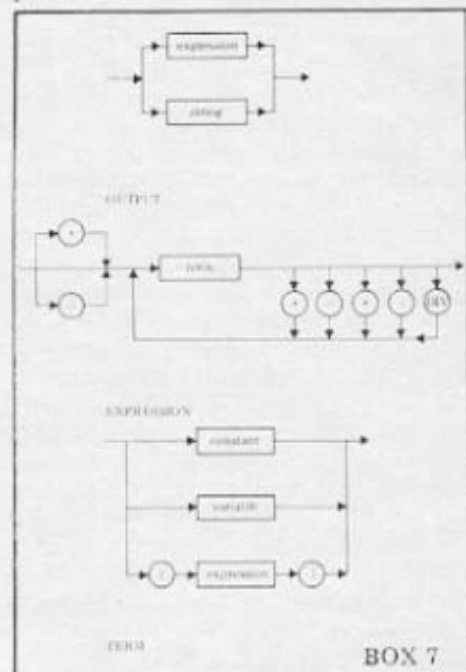 expression
string
OUTPUT
+
term
+ - * / DIV
EXPRESSION
constant
variable
( expression )
TERM
BOX 7